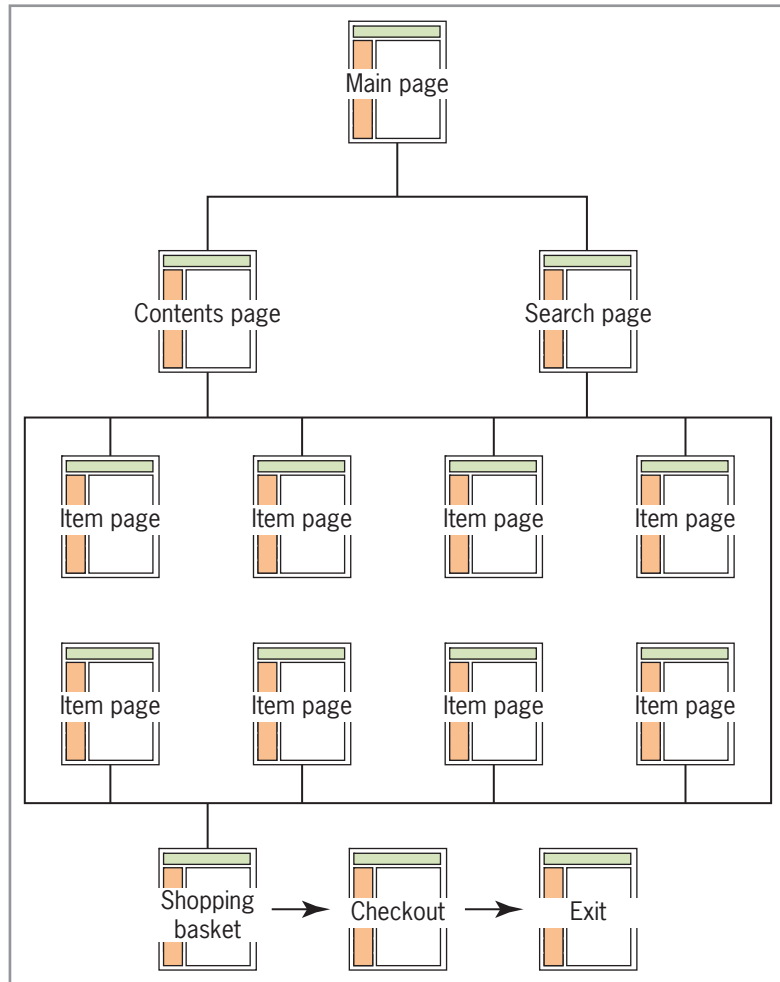 Main page
Contents page
Search page
Item page
Item page
Item page
Item page
Item page
Item page
Item page
Item page
Shopping
basket
Checkout
Exit